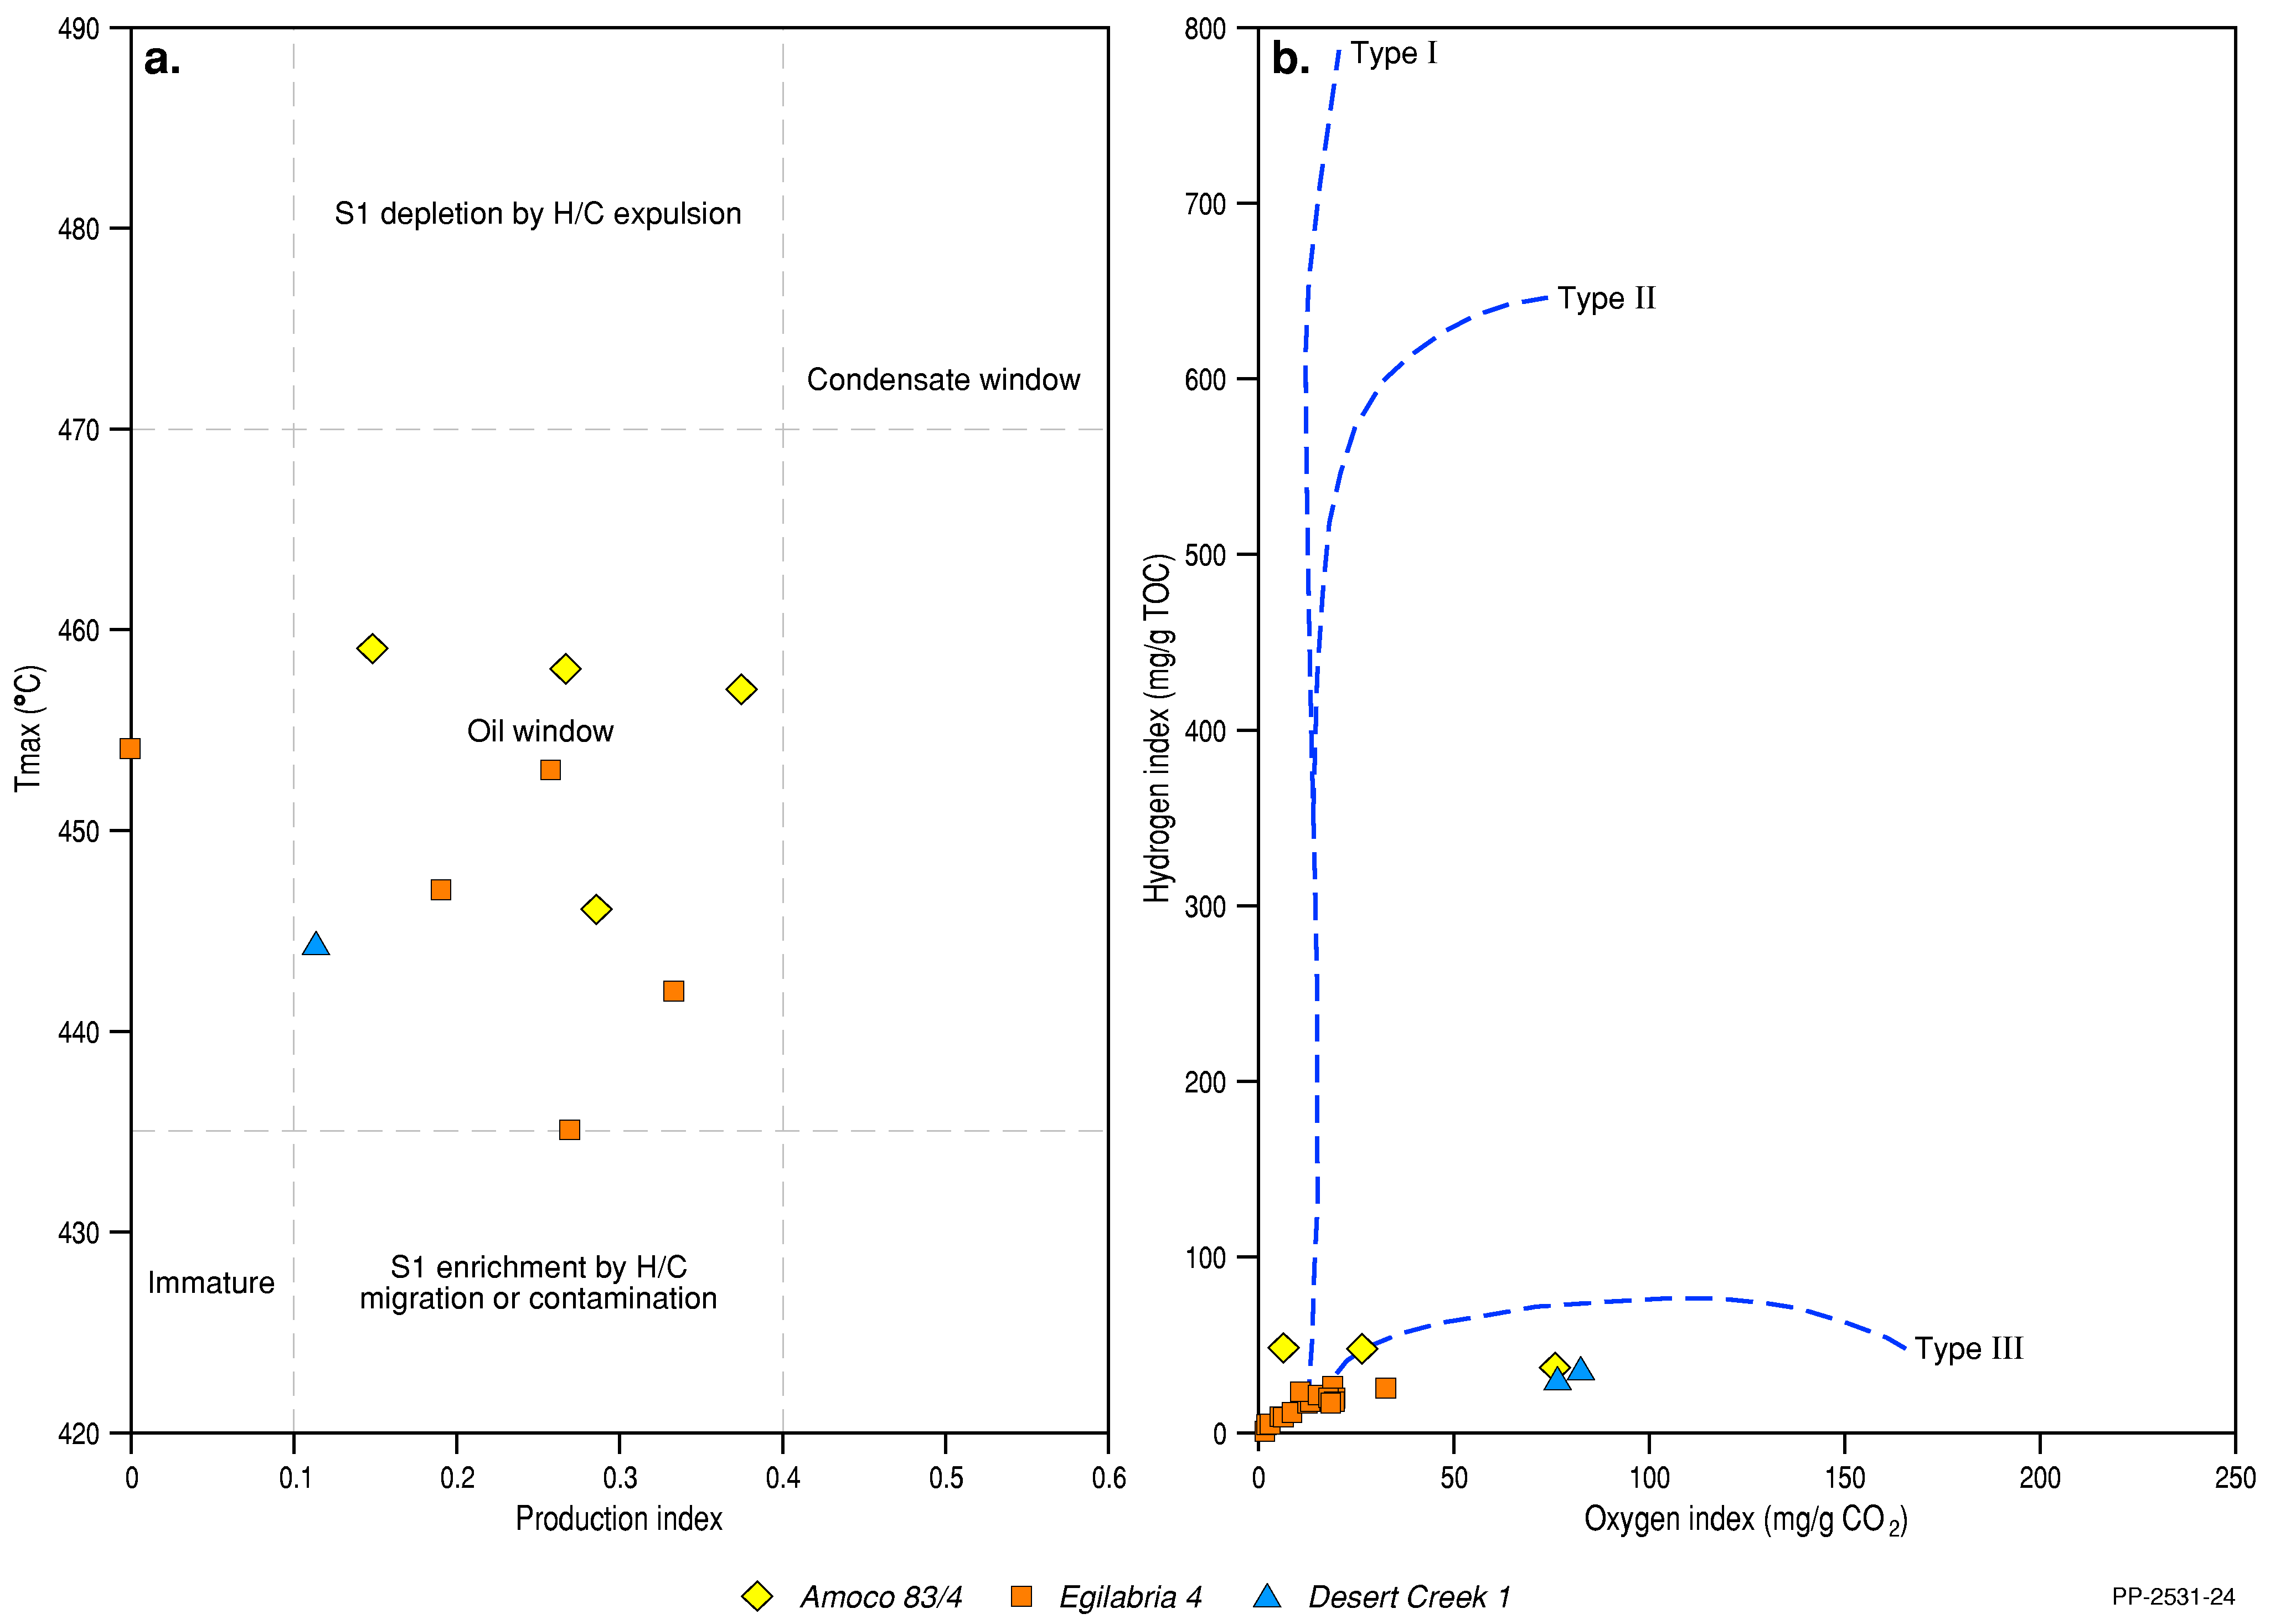 a.
490
480
470
460
450
440
430
420
Tmax (°C)
S1 depletion by H/C expulsion
Condensate window
Oil window
Immature
S1 enrichment by H/C
migration or contamination
0
0.1
0.2
0.3
0.4
0.5
0.6
Production index
b.
800
700
600
500
400
300
200
100
0
Hydrogen index (mg/g TOC)
Type I
Type II
Type III
0
50
100
150
200
250
Oxygen index (mg/g CO₂)
Amoco 83/4
Egilabria 4
Desert Creek 1
PP-2531-24